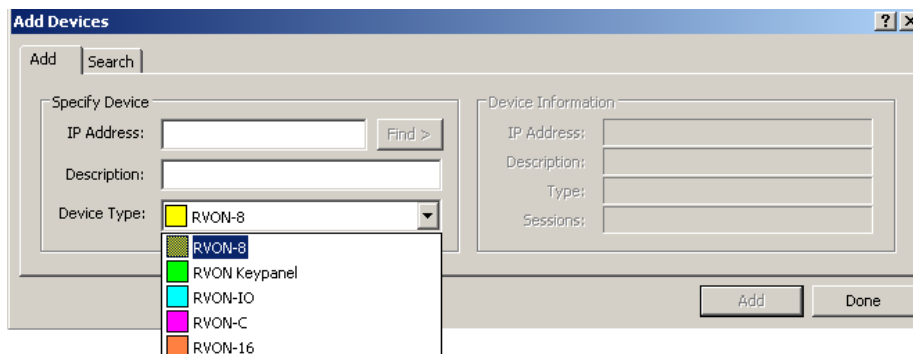 Add Devices
Add Search
Specify Device
IP Address: Find >
Description:
Device Type: RVON-8
RVON-8
RVON Keypanel
RVON-IO
RVON-C
RVON-16
Device Information
IP Address:
Description:
Type:
Sessions:
Add Done